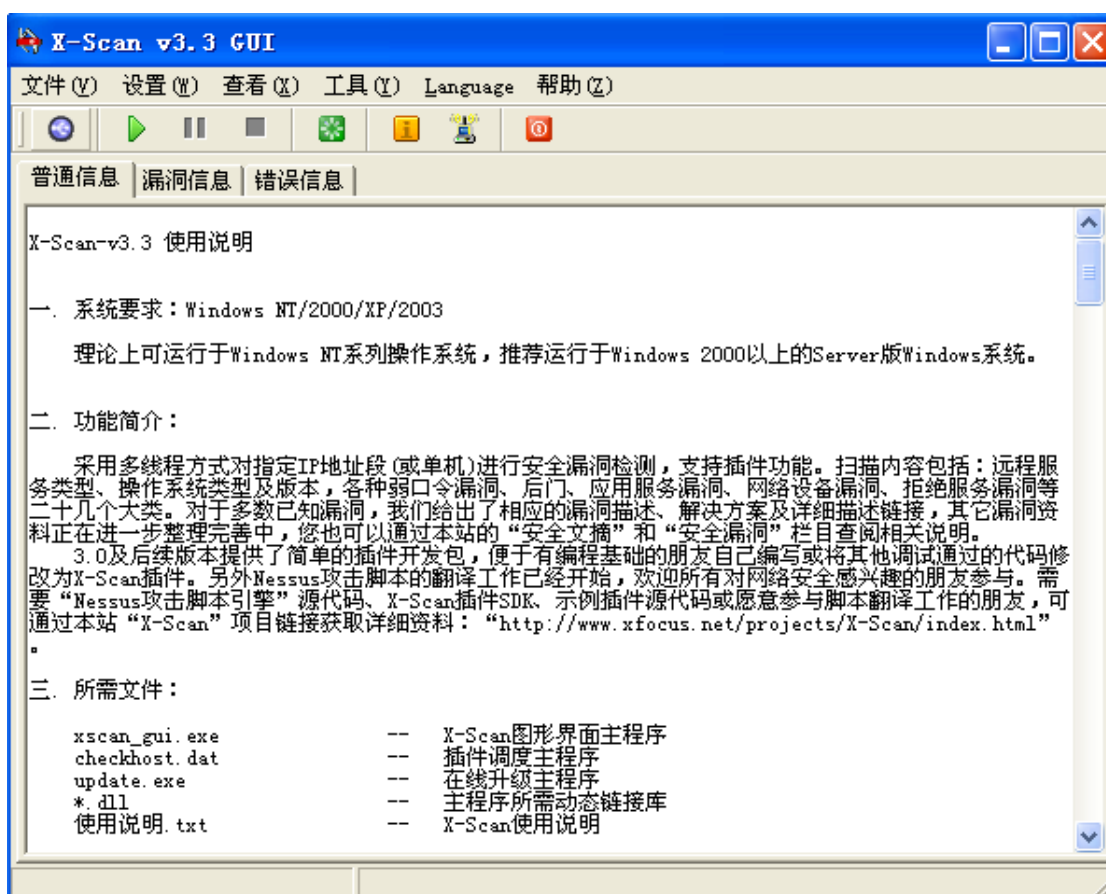 X-Scan v3.3 GUI
文件(V) 设置(W) 查看(X) 工具(Y) Language 帮助(Z)
普通信息 漏洞信息 错误信息
X-Scan-v3.3 使用说明
一. 系统要求：Windows NT/2000/XP/2003
理论上可运行于Windows NT系列操作系统，推荐运行于Windows 2000以上的Server版Windows系统。
二. 功能简介：
采用多线程方式对指定IP地址段(或单机)进行安全漏洞检测，支持插件功能。扫描内容包括：远程服
务类型、操作系统类型及版本，各种弱口令漏洞、后门、应用服务漏洞、网络设备漏洞、拒绝服务漏洞等
二十几个大类。对于多数已知漏洞，我们给出了相应的漏洞描述、解决方案及详细描述链接，其它漏洞资
料正在进一步整理完善中，您也可以通过本站的“安全文摘”和“安全漏洞”栏目查阅相关说明。
3.0及后续版本提供了简单的插件开发包，便于有编程基础的朋友自己编写或将其他调试通过的代码修
改为X-Scan插件。另外Nessus攻击脚本的翻译工作已经开始，欢迎所有对网络安全感兴趣的朋友参与。需
要“Nessus攻击脚本引擎”源代码、X-Scan插件SDK、示例插件源代码或愿意参与脚本翻译工作的朋友，可
通过本站“X-Scan”项目链接获取详细资料：“http://www.xfocus.net/projects/X-Scan/index.html”
。
三. 所需文件：
xscan_gui.exe -- X-Scan图形界面主程序
checkhost.dat -- 插件调度主程序
update.exe -- 在线升级主程序
*.dll -- 主程序所需动态链接库
使用说明.txt -- X-Scan使用说明